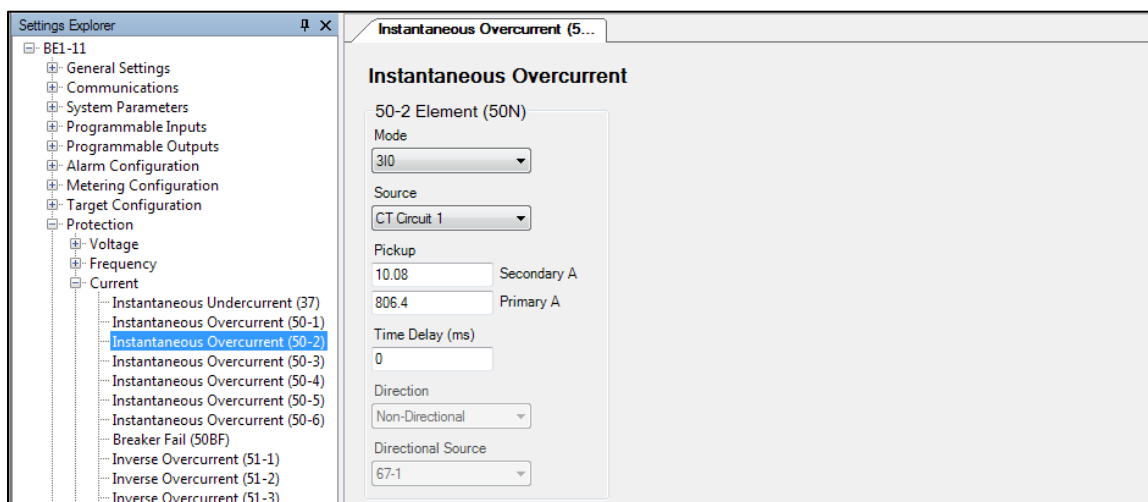 Settings Explorer
BE1-11
General Settings
Communications
System Parameters
Programmable Inputs
Programmable Outputs
Alarm Configuration
Metering Configuration
Target Configuration
Protection
Voltage
Frequency
Current
Instantaneous Undercurrent (37)
Instantaneous Overcurrent (50-1)
Instantaneous Overcurrent (50-2)
Instantaneous Overcurrent (50-3)
Instantaneous Overcurrent (50-4)
Instantaneous Overcurrent (50-5)
Instantaneous Overcurrent (50-6)
Breaker Fail (50BF)
Inverse Overcurrent (51-1)
Inverse Overcurrent (51-2)
Inverse Overcurrent (51-3)
Instantaneous Overcurrent (5...
Instantaneous Overcurrent
50-2 Element (50N)
Mode
3I0
Source
CT Circuit 1
Pickup
10.08 Secondary A
806.4 Primary A
Time Delay (ms)
0
Direction
Non-Directional
Directional Source
67-1